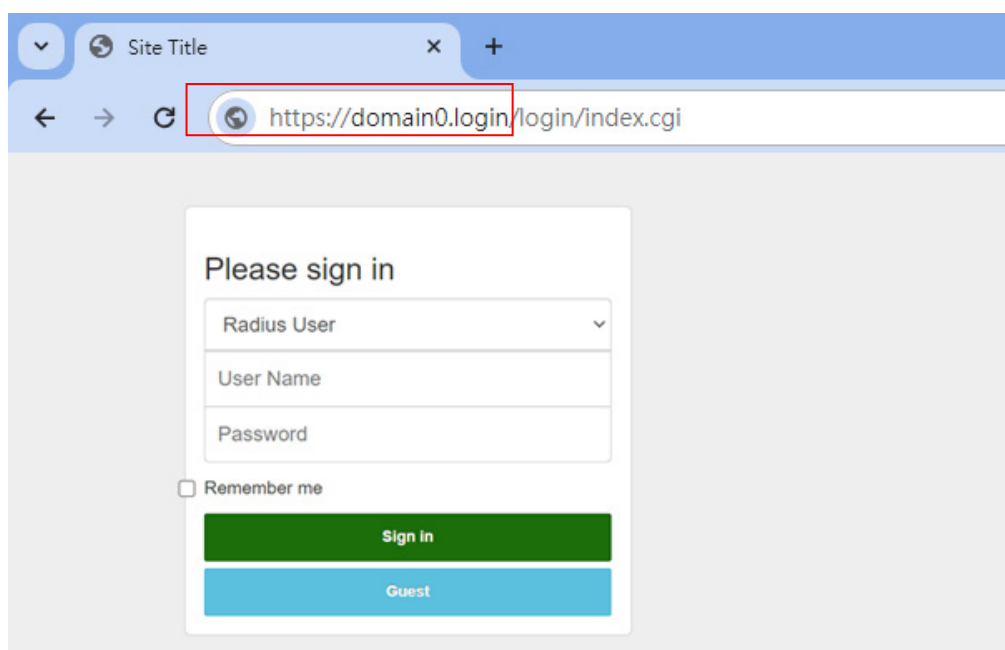 Site Title
https://domain0.login/login/index.cgi
Please sign in
Radius User
User Name
Password
Remember me
Sign in
Guest